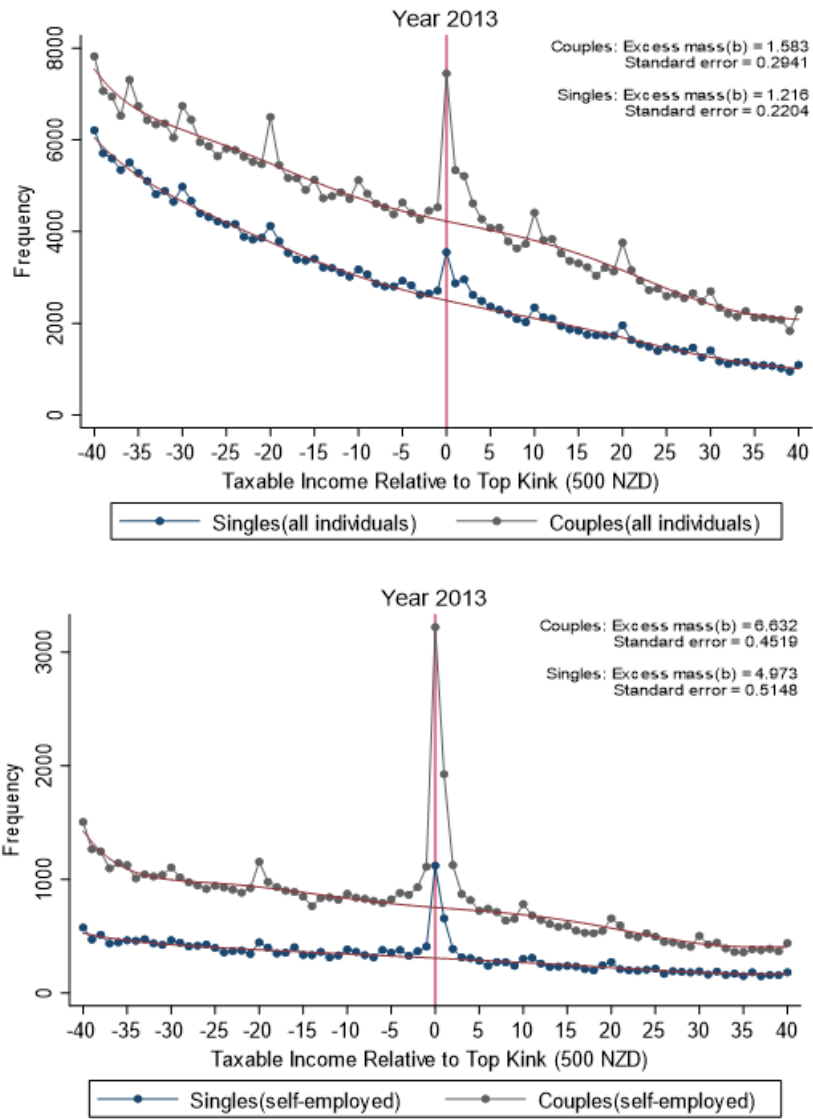 Year 2013
Couples: Excess mass(b) = 1.583
Standard error = 0.2941
Singles: Excess mass(b) = 1.216
Standard error = 0.2204
Frequency
8000
6000
4000
2000
0
-40 -35 -30 -25 -20 -15 -10 -5 0 5 10 15 20 25 30 35 40
Taxable Income Relative to Top Kink (500 NZD)
Singles(all individuals) Couples(all individuals)
Year 2013
Couples: Excess mass(b) = 6.632
Standard error = 0.4519
Singles: Excess mass(b) = 4.973
Standard error = 0.5148
Frequency
3000
2000
1000
0
-40 -35 -30 -25 -20 -15 -10 -5 0 5 10 15 20 25 30 35 40
Taxable Income Relative to Top Kink (500 NZD)
Singles(self-employed) Couples(self-employed)